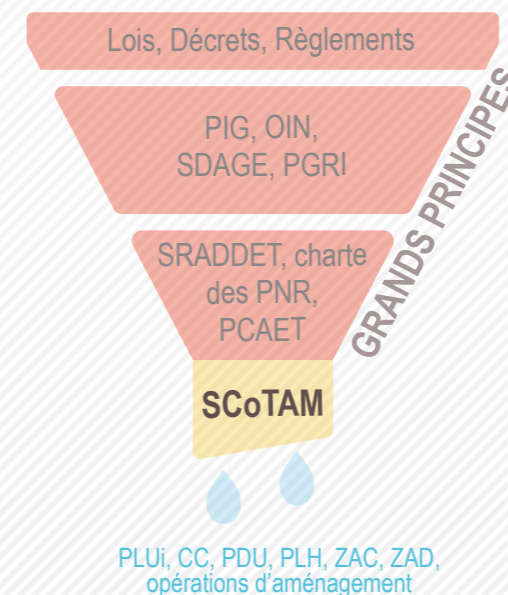 Lois, Décrets, Règlements
PIG, OIN,
SDAGE, PGRI
GRANDS PRINCIPES
SRADDET, charte
des PNR,
PCAET
SCoTAM
PLUi, CC, PDU, PLH, ZAC, ZAD,
opérations d’aménagement